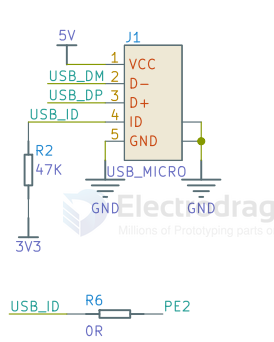 5V
J1
1 VCC
USB_DM 2 D-
USB_DP 3 D+
USB_ID 4 ID
5 GND
R2
47K
USB_MICRO
GND GND
Electrodrag
Millions of Prototyping parts o
3V3
USB_ID R6 PE2
0R